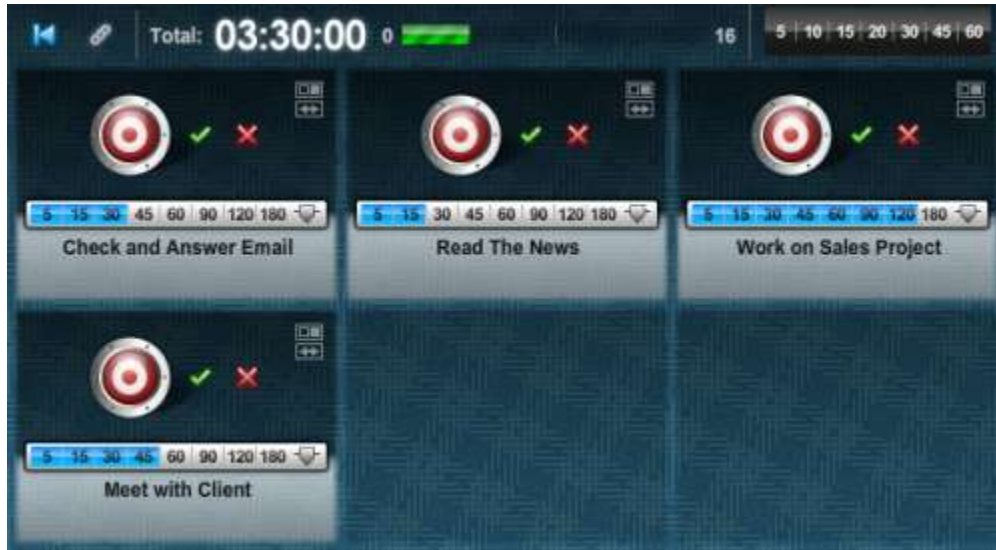 Total: 03:30:00 0 16 5 10 15 20 30 45 60
5 15 30 45 60 90 120 180
5 15 30 45 60 90 120 180
5 15 30 45 60 90 120 180
Check and Answer Email
Read The News
Work on Sales Project
5 15 30 45 60 90 120 180
Meet with Client